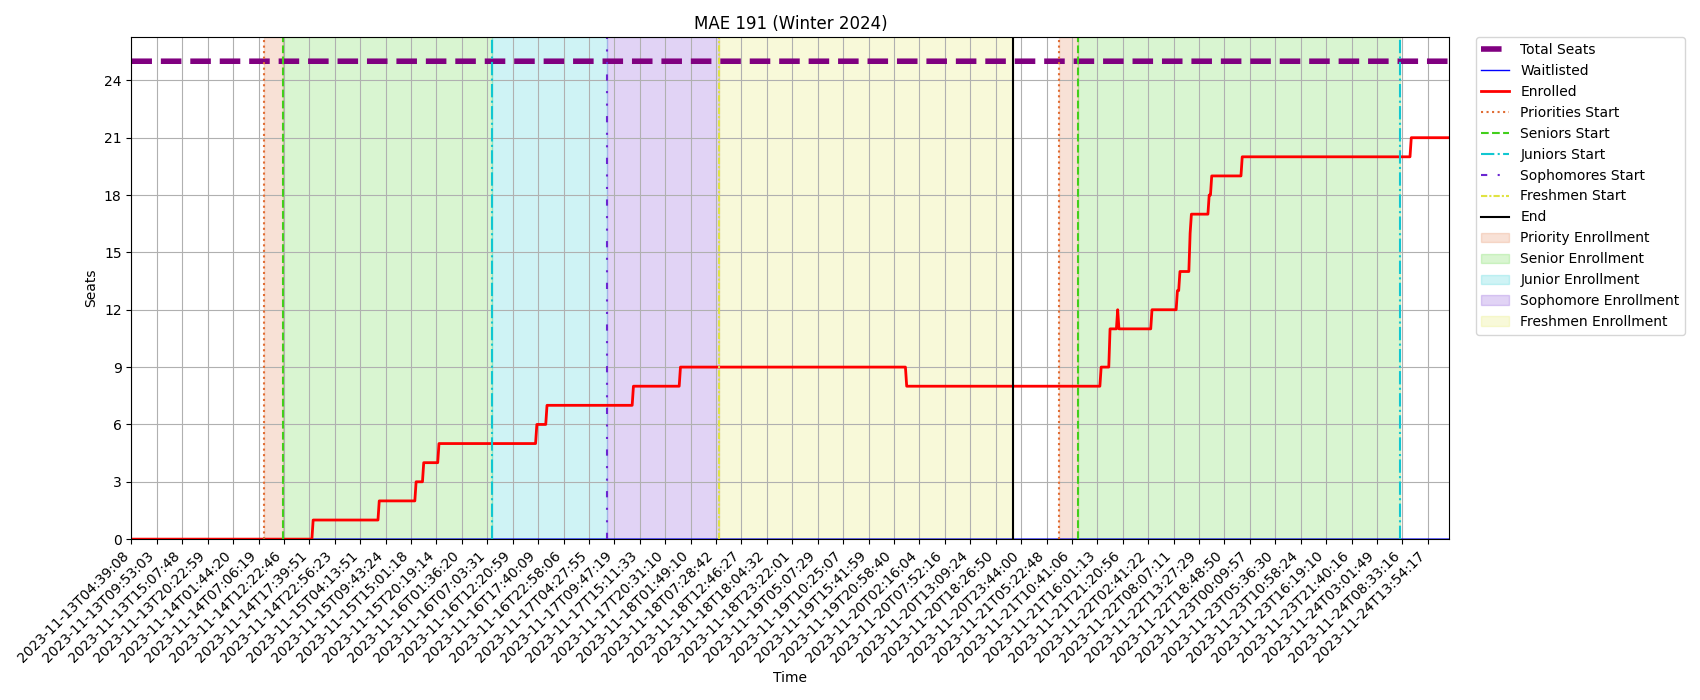 MAE 191 (Winter 2024)
Seats
24
21
18
15
12
9
6
3
0
2023-11-13T04:39:08
2023-11-13T09:53:03
2023-11-13T15:07:48
2023-11-13T20:22:59
2023-11-14T01:44:20
2023-11-14T07:06:19
2023-11-14T12:22:46
2023-11-14T17:39:51
2023-11-14T22:56:23
2023-11-15T04:13:51
2023-11-15T09:43:24
2023-11-15T15:01:18
2023-11-15T20:19:14
2023-11-16T01:36:20
2023-11-16T07:03:31
2023-11-16T12:20:59
2023-11-16T17:40:09
2023-11-16T22:58:06
2023-11-17T04:27:55
2023-11-17T09:47:19
2023-11-17T15:11:33
2023-11-17T20:31:10
2023-11-18T01:49:10
2023-11-18T07:28:42
2023-11-18T12:46:27
2023-11-18T18:04:32
2023-11-18T23:22:01
2023-11-19T05:07:29
2023-11-19T10:25:07
2023-11-19T15:41:59
2023-11-19T20:58:40
2023-11-20T02:16:04
2023-11-20T07:52:16
2023-11-20T13:09:24
2023-11-20T18:26:50
2023-11-20T23:44:00
2023-11-21T05:22:48
2023-11-21T10:41:06
2023-11-21T16:01:13
2023-11-21T21:20:56
2023-11-22T02:41:22
2023-11-22T08:07:11
2023-11-22T13:27:29
2023-11-22T18:48:50
2023-11-23T00:09:57
2023-11-23T05:36:30
2023-11-23T10:58:24
2023-11-23T16:19:10
2023-11-23T21:40:16
2023-11-24T03:01:49
2023-11-24T08:33:16
2023-11-24T13:54:17
Time
Total Seats
Waitlisted
Enrolled
Priorities Start
Seniors Start
Juniors Start
Sophomores Start
Freshmen Start
End
Priority Enrollment
Senior Enrollment
Junior Enrollment
Sophomore Enrollment
Freshmen Enrollment